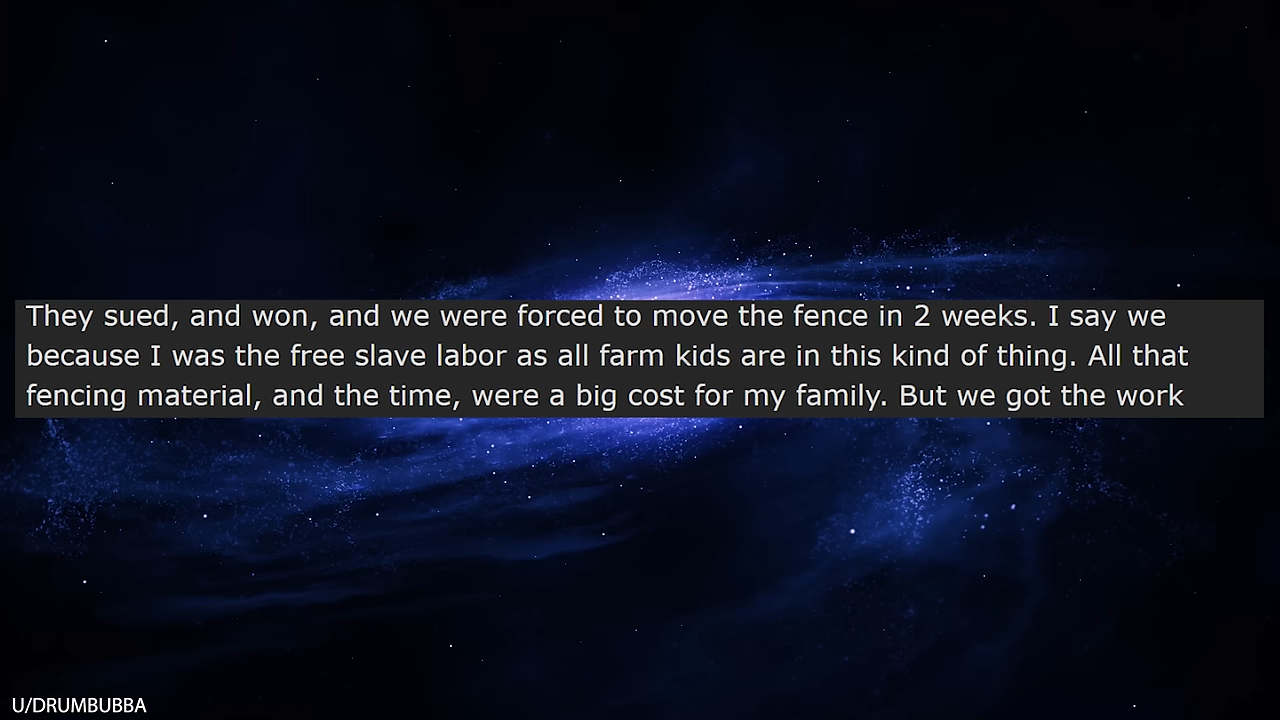 They sued, and won, and we were forced to move the fence in 2 weeks. I say we
because I was the free slave labor as all farm kids are in this kind of thing. All that
fencing material, and the time, were a big cost for my family. But we got the work
U/DRUMBUBBA